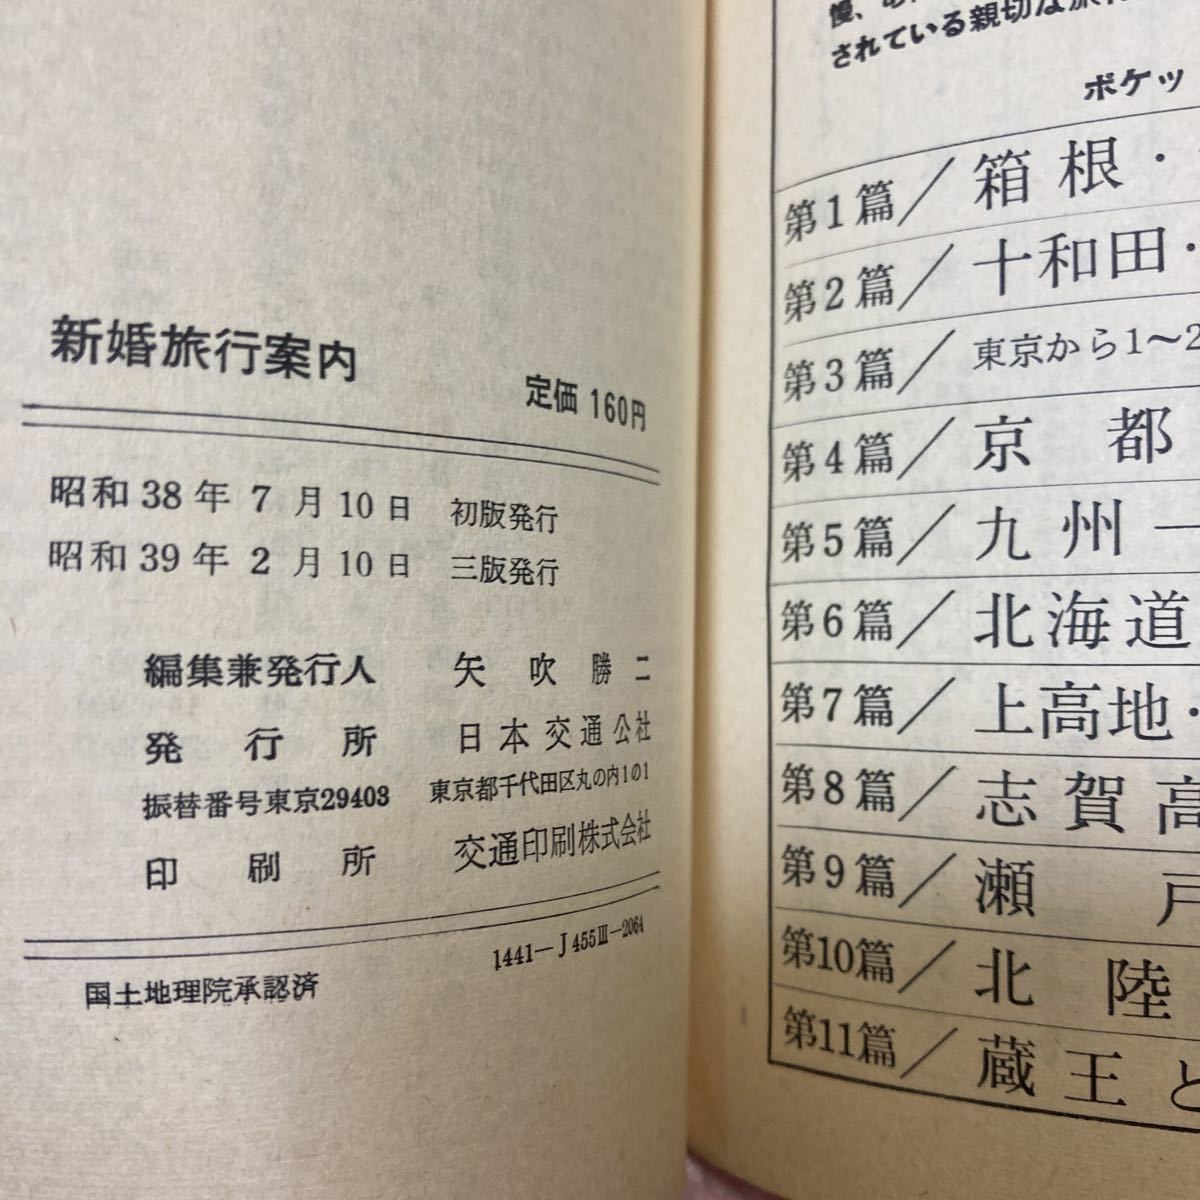 新婚旅行案内
定価 160円
昭和38年7月10日 初版発行
昭和39年2月10日 三版発行
編集兼発行人 矢吹勝二
発行所 日本交通公社
振替番号東京29403 東京都千代田区丸の内1の1
印刷所 交通印刷株式会社
1441―J455Ⅲ―2064
国土地理院承認済
されている親切な旅
ポケッ
第1篇/箱根・
第2篇/十和田・
第3篇/東京から1~2
第4篇/京都
第5篇/九州一
第6篇/北海道
第7篇/上高地・
第8篇/志賀高
第9篇/瀬戸
第10篇/北陸
第11篇/蔵王と